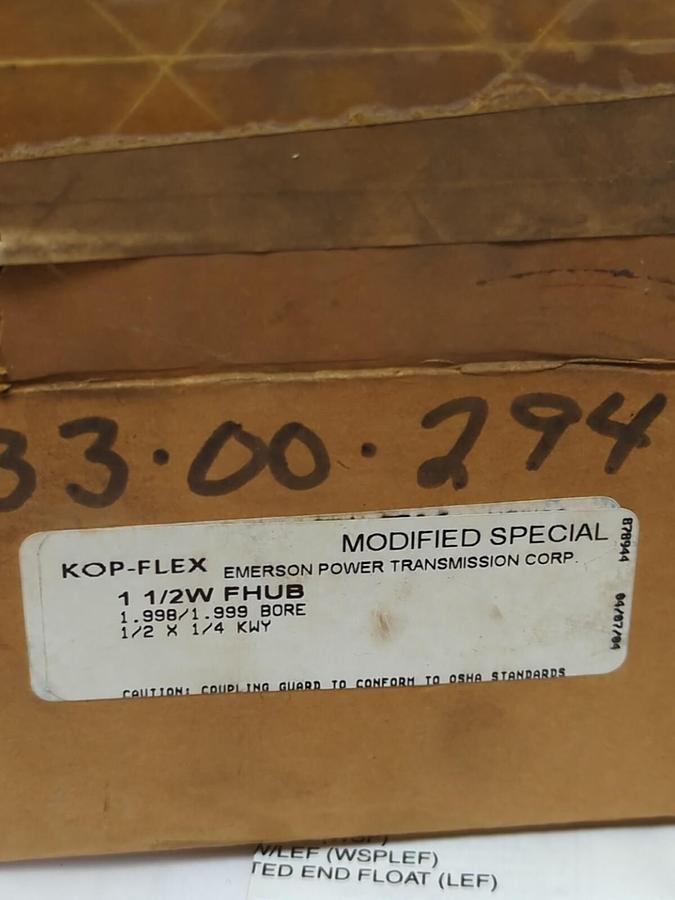 33.00.294
MODIFIED SPECIAL
KOP-FLEX EMERSON POWER TRANSMISSION CORP.
1 1/2W FHUB
1.998/1.999 BORE
1/2 X 1/4 KWY
CAUTION: COUPLING GUARD TO CONFORM TO OSHA STANDARDS
878944 04/07/04
W/LEF (WSPLEF)
TED END FLOAT (LEF)